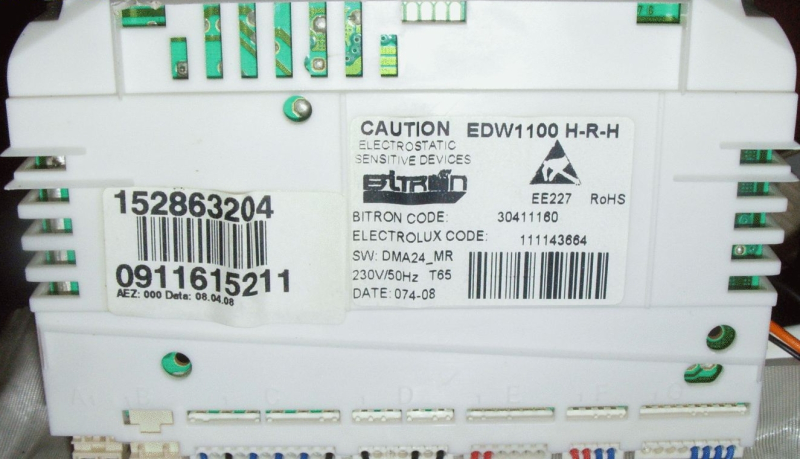 CAUTION EDW1100 H-R-H
ELECTROSTATIC
SENSITIVE DEVICES
BITRON
EE227 RoHS
BITRON CODE: 30411160
ELECTROLUX CODE: 111143664
SW: DMA24_MR
230V/50Hz T65
DATE: 074-08
152863204
0911615211
AEZ: 000 Data: 08.04.08
A B C D E F G